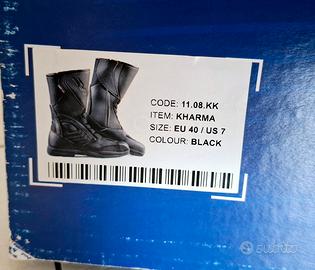 CODE: 11.08.KK
ITEM: KHARMA
SIZE: EU 40 / US 7
COLOUR: BLACK
subito